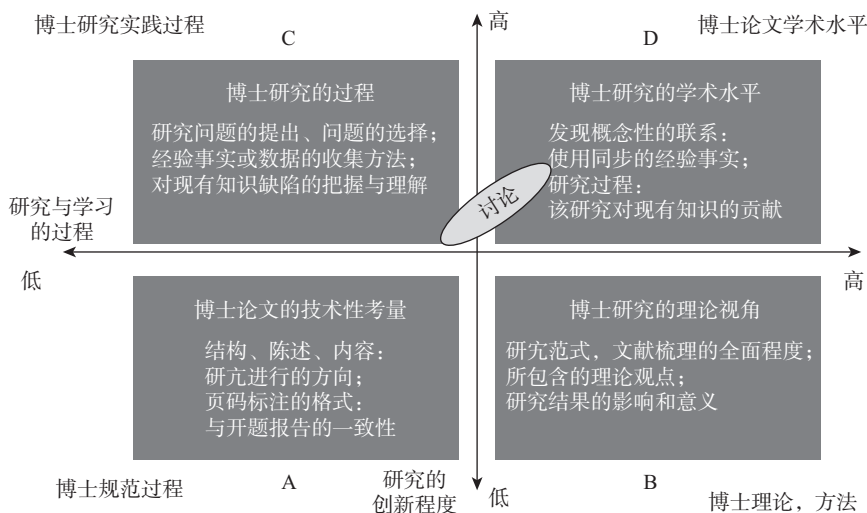 博士研究实践过程
C
高
D
博士论文学术水平
博士研究的过程
研究问题的提出、问题的选择；
经验事实或数据的收集方法；
对现有知识缺陷的把握与理解
博士研究的学术水平
发现概念性的联系：
使用同步的经验事实；
研究过程：
该研究对现有知识的贡献
讨论
研究与学习
的过程
低
高
博士论文的技术性考量
结构、陈述、内容：
研亢进行的方向；
页码标注的格式：
与开题报告的一致性
博士研究的理论视角
研究范式，文献梳理的全面程度；
所包含的理论观点；
研究结果的影响和意义
博士规范过程
A
研究的
创新程度
低
B
博士理论，方法